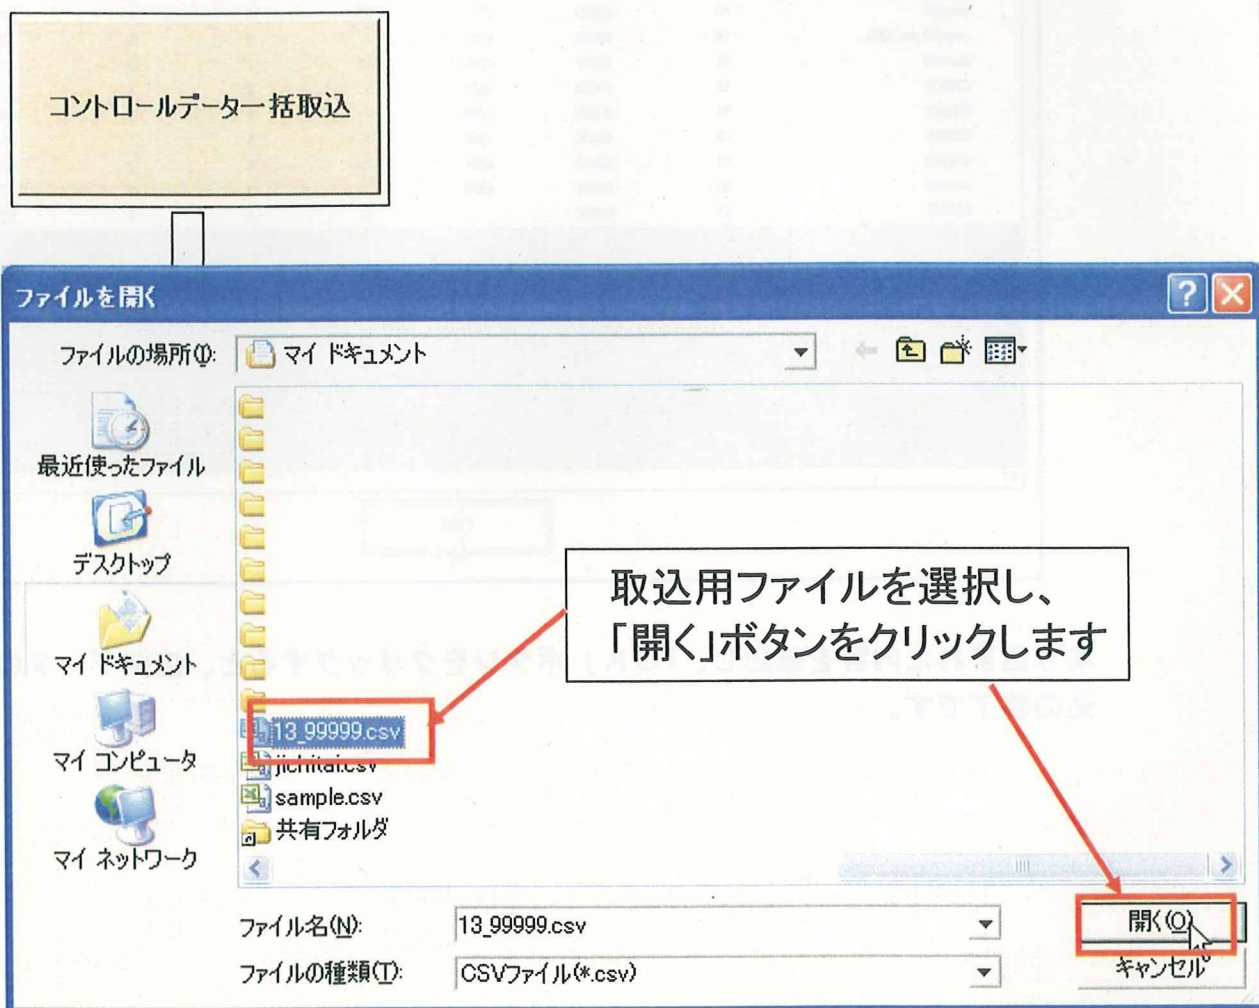 コントロールデータ一括取込
ファイルを開く
ファイルの場所(I):
マイ ドキュメント
最近使ったファイル
デスクトップ
マイ ドキュメント
マイ コンピュータ
マイ ネットワーク
取込用ファイルを選択し、
「開く」ボタンをクリックします
13_99999.csv
jichitai.csv
sample.csv
共有フォルダ
ファイル名(N):
13_99999.csv
開く(O)
ファイルの種類(T):
CSVファイル(*.csv)
キャンセル